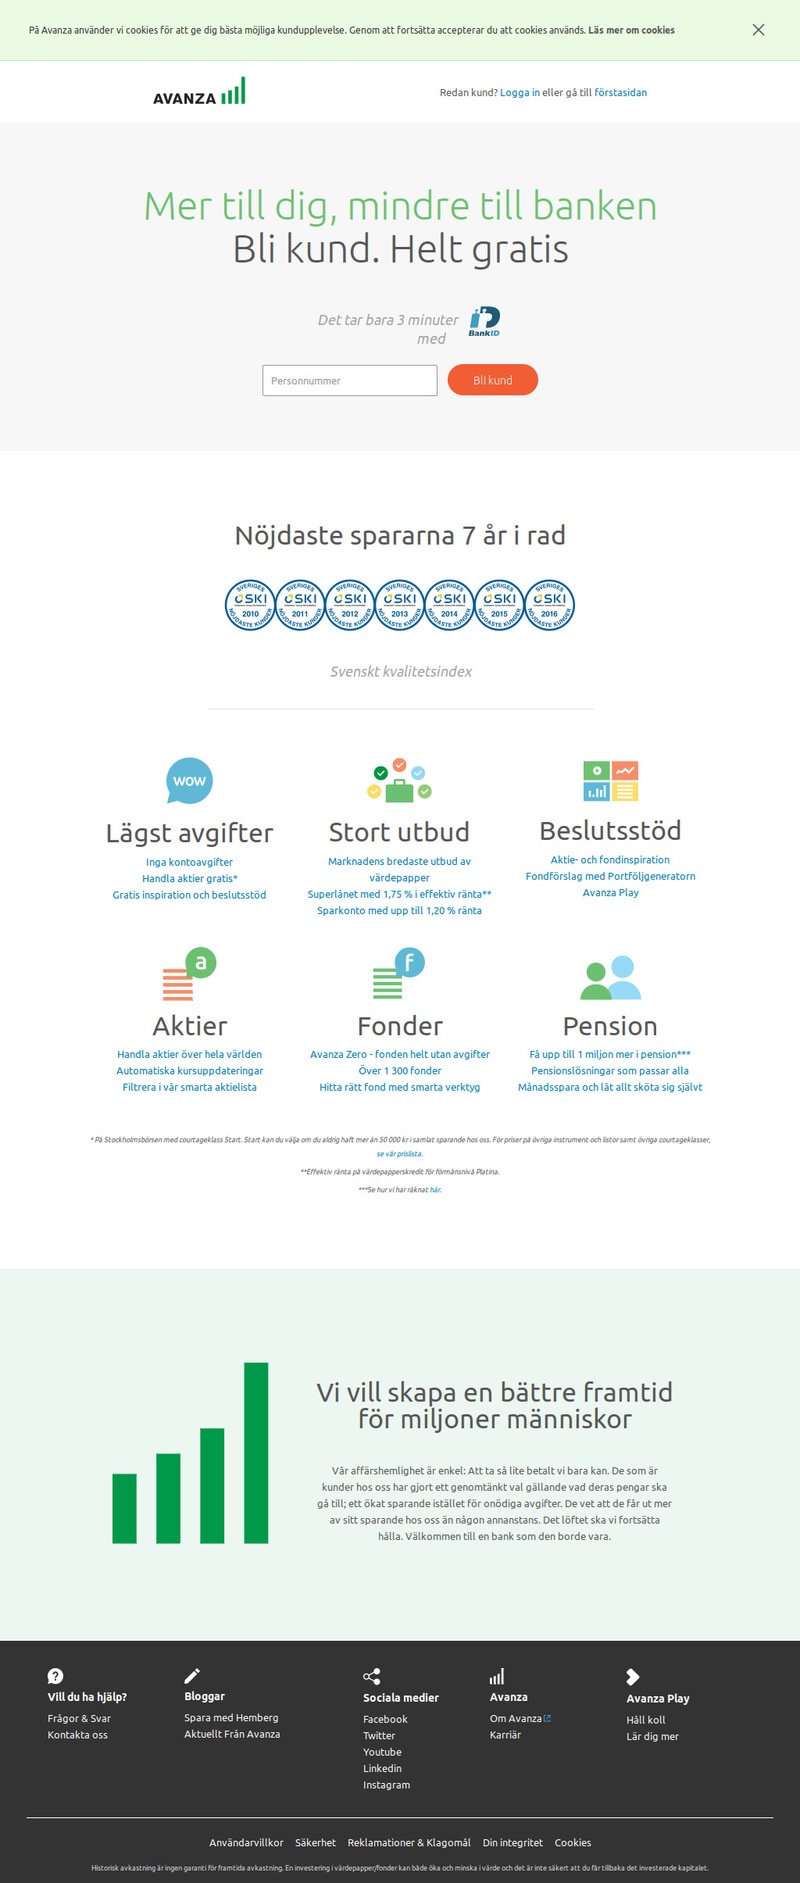 På Avanza använder vi cookies för att ge dig bästa möjliga kundupplevelse. Genom att fortsätta accepterar du att cookies används. Läs mer om cookies
AVANZA
Redan kund? Logga in eller gå till förstasidan
Mer till dig, mindre till banken
Bli kund. Helt gratis
Det tar bara 3 minuter
med
BankID
Personnummer
Bli kund
Nöjdaste spararna 7 år i rad
SVERIGES SKI 2010 NÖJDASTE KUNDER
SVERIGES SKI 2011 NÖJDASTE KUNDER
SVERIGES SKI 2012 NÖJDASTE KUNDER
SVERIGES SKI 2013 NÖJDASTE KUNDER
SVERIGES SKI 2014 NÖJDASTE KUNDER
SVERIGES SKI 2015 NÖJDASTE KUNDER
SVERIGES SKI 2016 NÖJDASTE KUNDER
Svenskt kvalitetsindex
WOW
Lägst avgifter
Inga kontoavgifter
Handla aktier gratis*
Gratis inspiration och beslutsstöd
Stort utbud
Marknadens bredaste utbud av
värdepapper
Superlånet med 1,75 % i effektiv ränta**
Sparkonto med upp till 1,20 % ränta
Beslutsstöd
Aktie- och fondinspiration
Fondförslag med Portföljgeneratorn
Avanza Play
a
Aktier
Handla aktier över hela världen
Automatiska kursuppdateringar
Filtrera i vår smarta aktielista
f
Fonder
Avanza Zero - fonden helt utan avgifter
Över 1 300 fonder
Hitta rätt fond med smarta verktyg
Pension
Få upp till 1 miljon mer i pension***
Pensionslösningar som passar alla
Månadsspara och låt allt sköta sig självt
* På Stockholmsbörsen med courtageklass Start. Start kan du välja om du aldrig haft mer än 50 000 kr i samlat sparande hos oss. För priser på övriga instrument och listor samt övriga courtageklasser,
se vår prislista.
**Effektiv ränta på värdepapperskredit för förmånsnivå Platina.
***Se hur vi har räknat här.
Vi vill skapa en bättre framtid
för miljoner människor
Vår affärshemlighet är enkel: Att ta så lite betalt vi bara kan. De som är
kunder hos oss har gjort ett genomtänkt val gällande vad deras pengar ska
gå till; ett ökat sparande istället för onödiga avgifter. De vet att de får ut mer
av sitt sparande hos oss än någon annanstans. Det löftet ska vi fortsätta
hålla. Välkommen till en bank som den borde vara.
Vill du ha hjälp?
Frågor & Svar
Kontakta oss
Bloggar
Spara med Hemberg
Aktuellt Från Avanza
Sociala medier
Facebook
Twitter
Youtube
Linkedin
Instagram
Avanza
Om Avanza
Karriär
Avanza Play
Håll koll
Lär dig mer
Användarvillkor Säkerhet Reklamationer & Klagomål Din integritet Cookies
Historisk avkastning är ingen garanti för framtida avkastning. En investering i värdepapper/fonder kan både öka och minska i värde och det är inte säkert att du får tillbaka det investerade kapitalet.